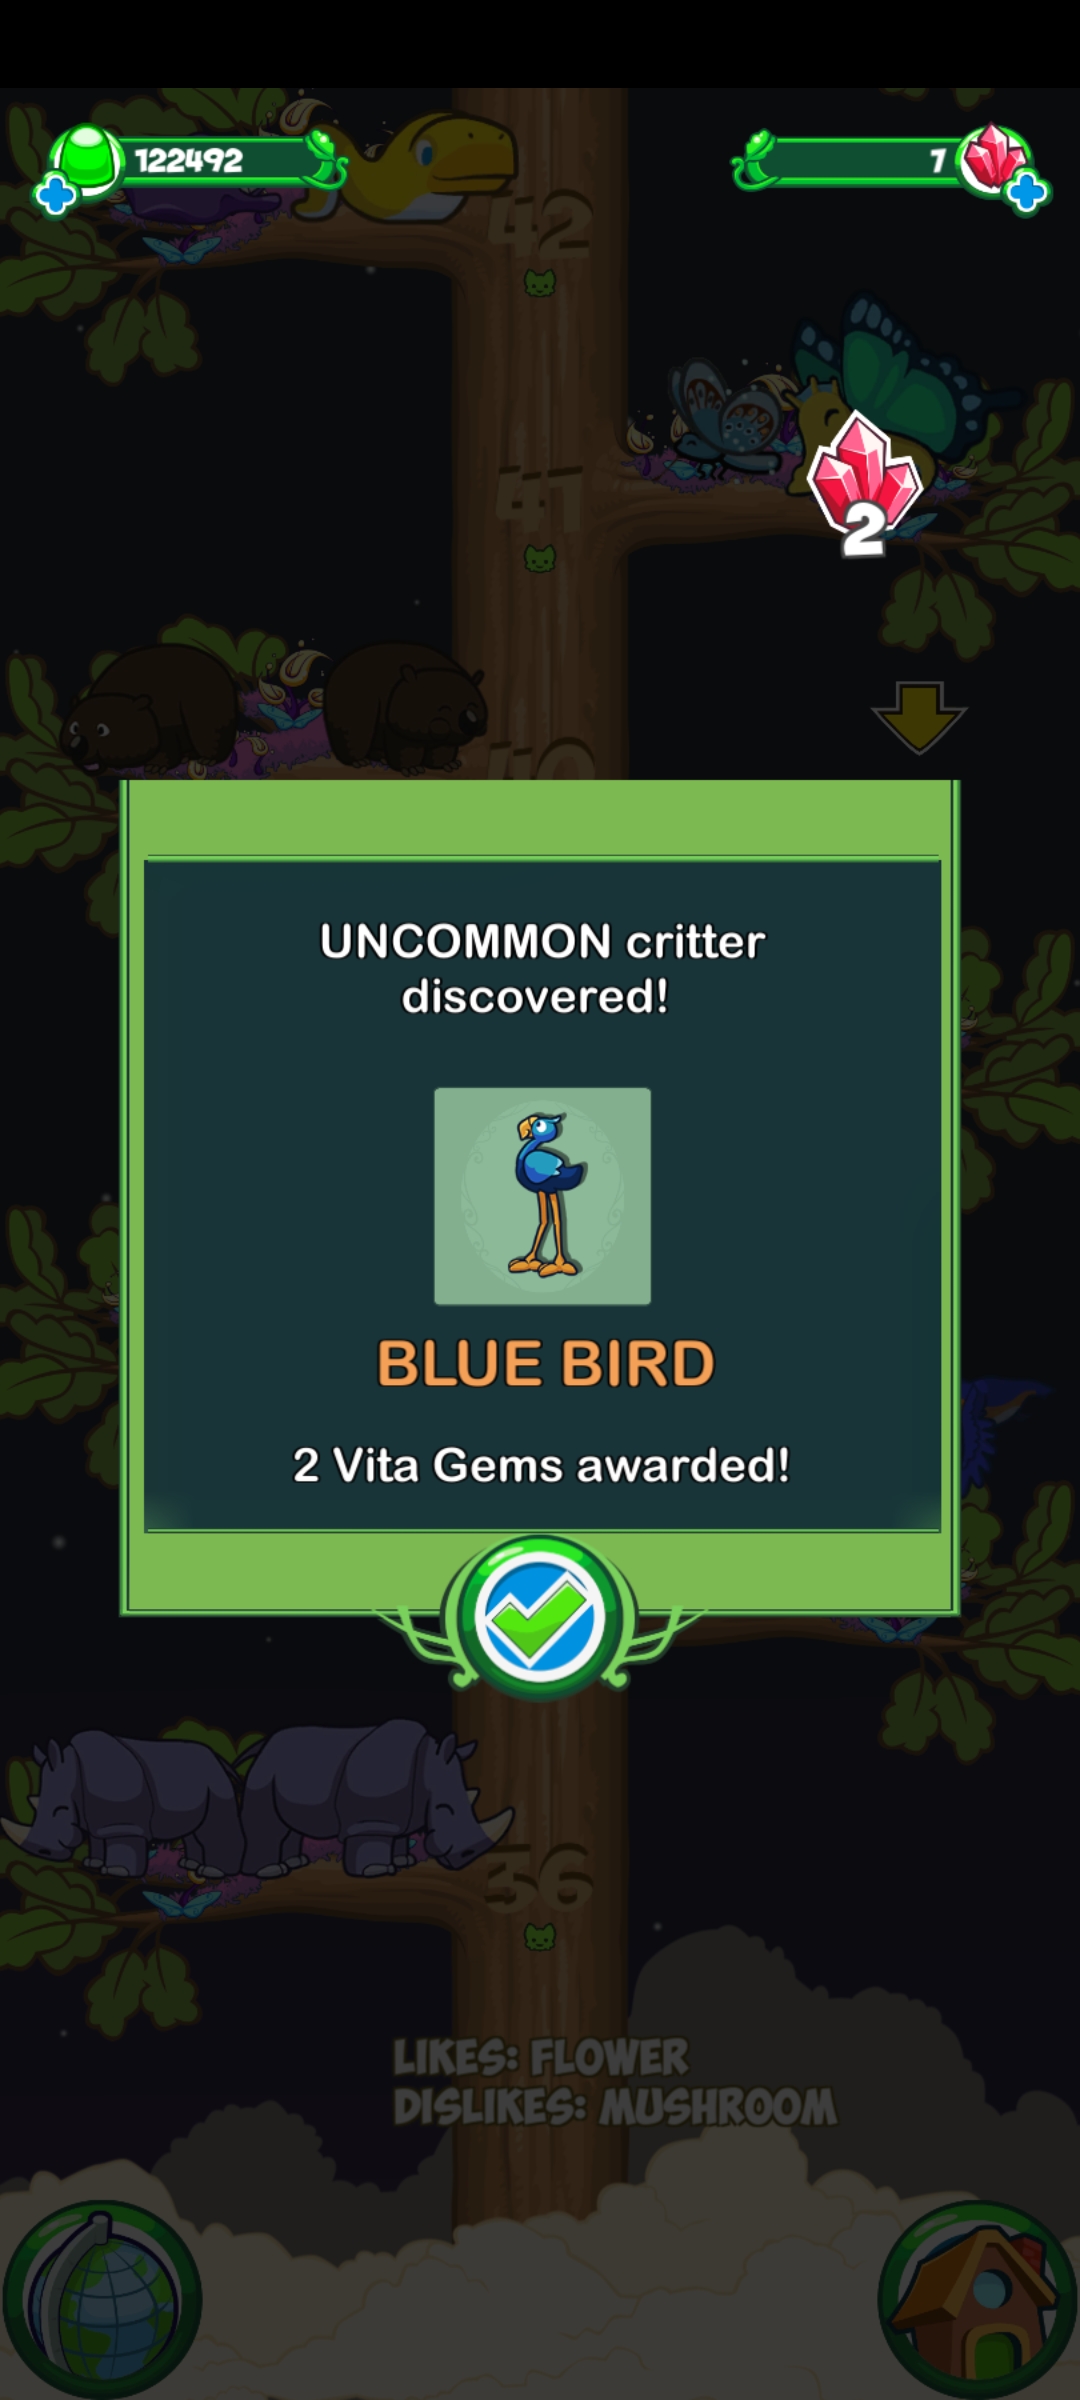 122492
7
42
41
2
40
UNCOMMON critter
discovered!
BLUE BIRD
2 Vita Gems awarded!
36
LIKES: FLOWER
DISLIKES: MUSHROOM